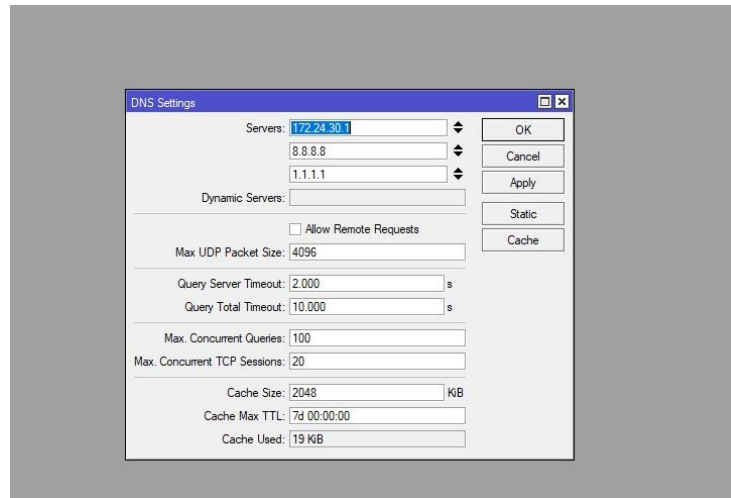 DNS Settings
Servers: 172.24.30.1
8.8.8.8
1.1.1.1
Dynamic Servers:
Allow Remote Requests
Max UDP Packet Size: 4096
Query Server Timeout: 2.000 s
Query Total Timeout: 10.000 s
Max. Concurrent Queries: 100
Max. Concurrent TCP Sessions: 20
Cache Size: 2048 KiB
Cache Max TTL: 7d 00:00:00
Cache Used: 19 KiB
OK
Cancel
Apply
Static
Cache